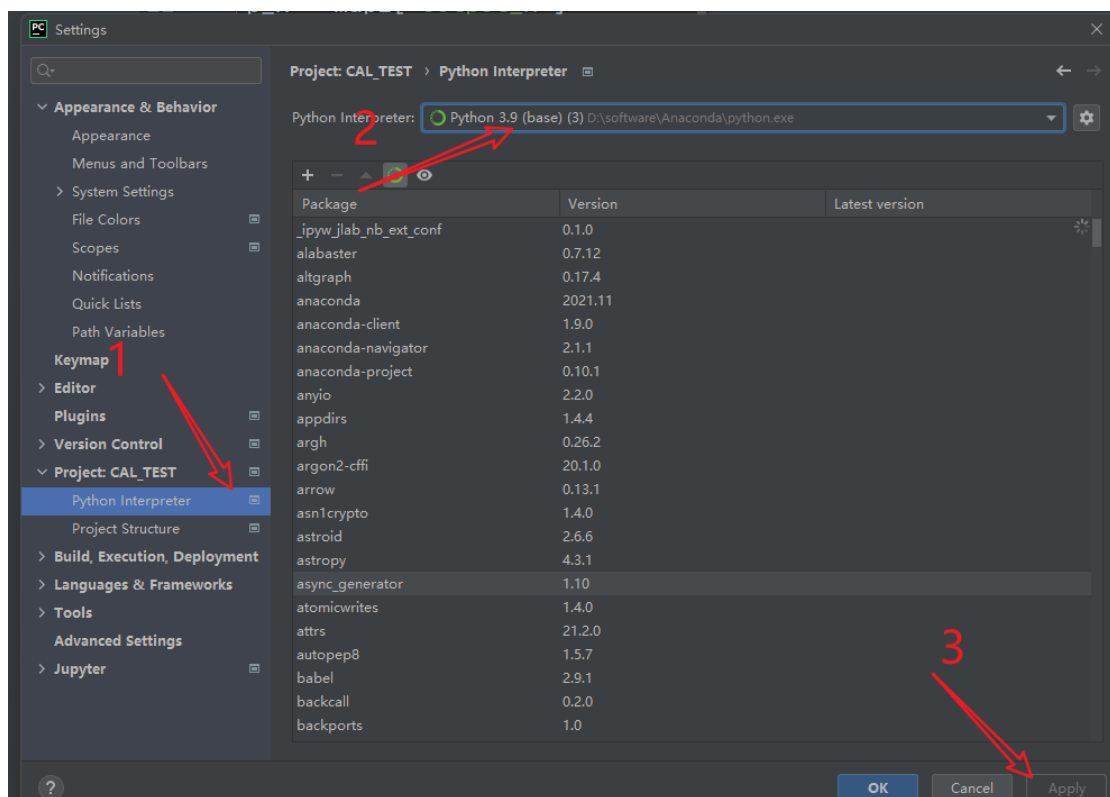 Settings
Project: CAL_TEST › Python Interpreter
Python Interpreter: Python 3.9 (base) (3) D:\software\Anaconda\python.exe
Appearance & Behavior
Appearance
Menus and Toolbars
System Settings
File Colors
Scopes
Notifications
Quick Lists
Path Variables
Keymap
Editor
Plugins
Version Control
Project: CAL_TEST
Python Interpreter
Project Structure
Build, Execution, Deployment
Languages & Frameworks
Tools
Advanced Settings
Jupyter
1
2
Package Version Latest version
_ipyw_jlab_nb_ext_conf 0.1.0
alabaster 0.7.12
altgraph 0.17.4
anaconda 2021.11
anaconda-client 1.9.0
anaconda-navigator 2.1.1
anaconda-project 0.10.1
anyio 2.2.0
appdirs 1.4.4
argh 0.26.2
argon2-cffi 20.1.0
arrow 0.13.1
asn1crypto 1.4.0
astroid 2.6.6
astropy 4.3.1
async_generator 1.10
atomicwrites 1.4.0
attrs 21.2.0
autopep8 1.5.7
babel 2.9.1
backcall 0.2.0
backports 1.0
3
? OK Cancel Apply